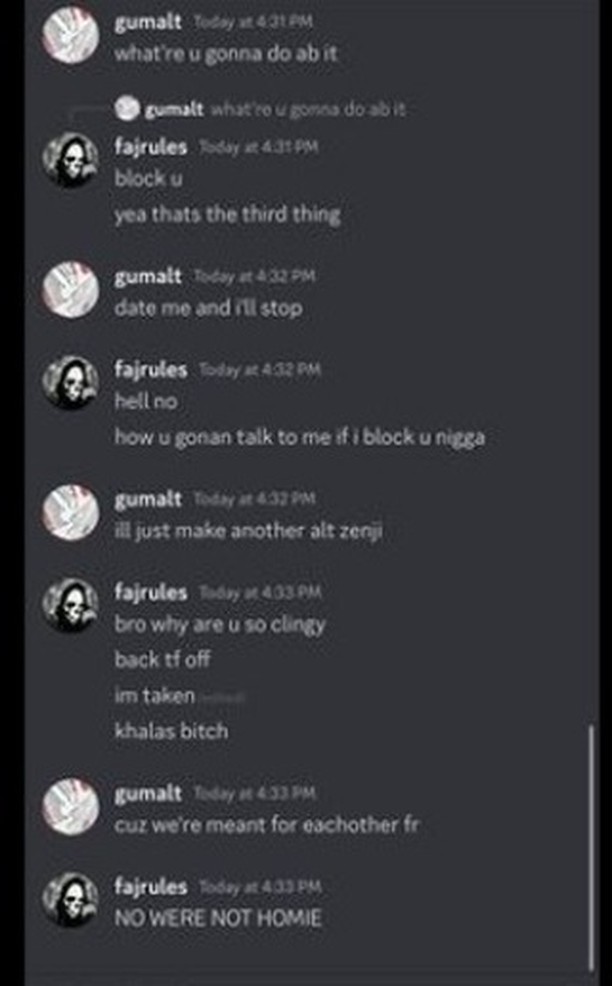 gumalt Today at 4:31 PM
what're u gonna do ab it
gumalt what're u gonna do ab it
fajrules Today at 4:31 PM
block u
yea thats the third thing
gumalt Today at 4:32 PM
date me and i'll stop
fajrules Today at 4:32 PM
hell no
how u gonan talk to me if i block u nigga
gumalt Today at 4:32 PM
ill just make another alt zenji
fajrules Today at 4:33 PM
bro why are u so clingy
back tf off
im taken
khalas bitch
gumalt Today at 4:33 PM
cuz we're meant for eachother fr
fajrules Today at 4:33 PM
NO WERE NOT HOMIE